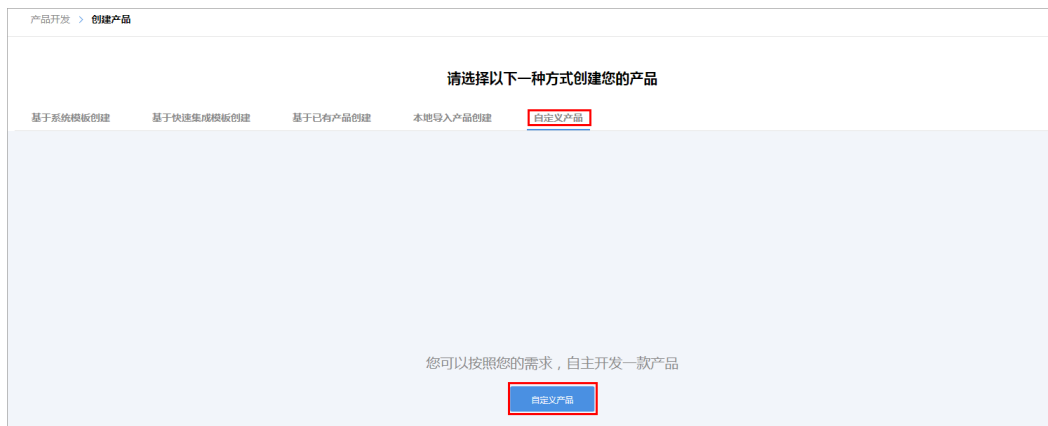 产品开发 > 创建产品
请选择以下一种方式创建您的产品
基于系统模板创建 基于快速集成模板创建 基于已有产品创建 本地导入产品创建 自定义产品
您可以按照您的需求，自主开发一款产品
自定义产品